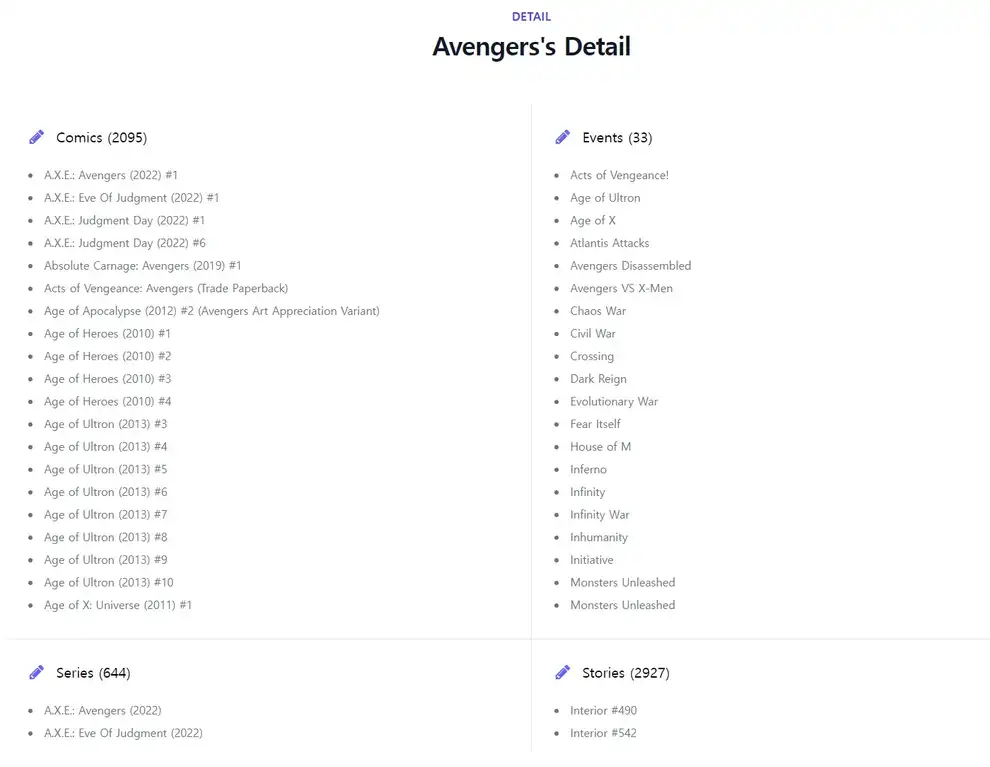 DETAIL
Avengers's Detail
Comics (2095)
A.X.E.: Avengers (2022) #1
A.X.E.: Eve Of Judgment (2022) #1
A.X.E.: Judgment Day (2022) #1
A.X.E.: Judgment Day (2022) #6
Absolute Carnage: Avengers (2019) #1
Acts of Vengeance: Avengers (Trade Paperback)
Age of Apocalypse (2012) #2 (Avengers Art Appreciation Variant)
Age of Heroes (2010) #1
Age of Heroes (2010) #2
Age of Heroes (2010) #3
Age of Heroes (2010) #4
Age of Ultron (2013) #3
Age of Ultron (2013) #4
Age of Ultron (2013) #5
Age of Ultron (2013) #6
Age of Ultron (2013) #7
Age of Ultron (2013) #8
Age of Ultron (2013) #9
Age of Ultron (2013) #10
Age of X: Universe (2011) #1
Events (33)
Acts of Vengeance!
Age of Ultron
Age of X
Atlantis Attacks
Avengers Disassembled
Avengers VS X-Men
Chaos War
Civil War
Crossing
Dark Reign
Evolutionary War
Fear Itself
House of M
Inferno
Infinity
Infinity War
Inhumanity
Initiative
Monsters Unleashed
Monsters Unleashed
Series (644)
A.X.E.: Avengers (2022)
A.X.E.: Eve Of Judgment (2022)
Stories (2927)
Interior #490
Interior #542